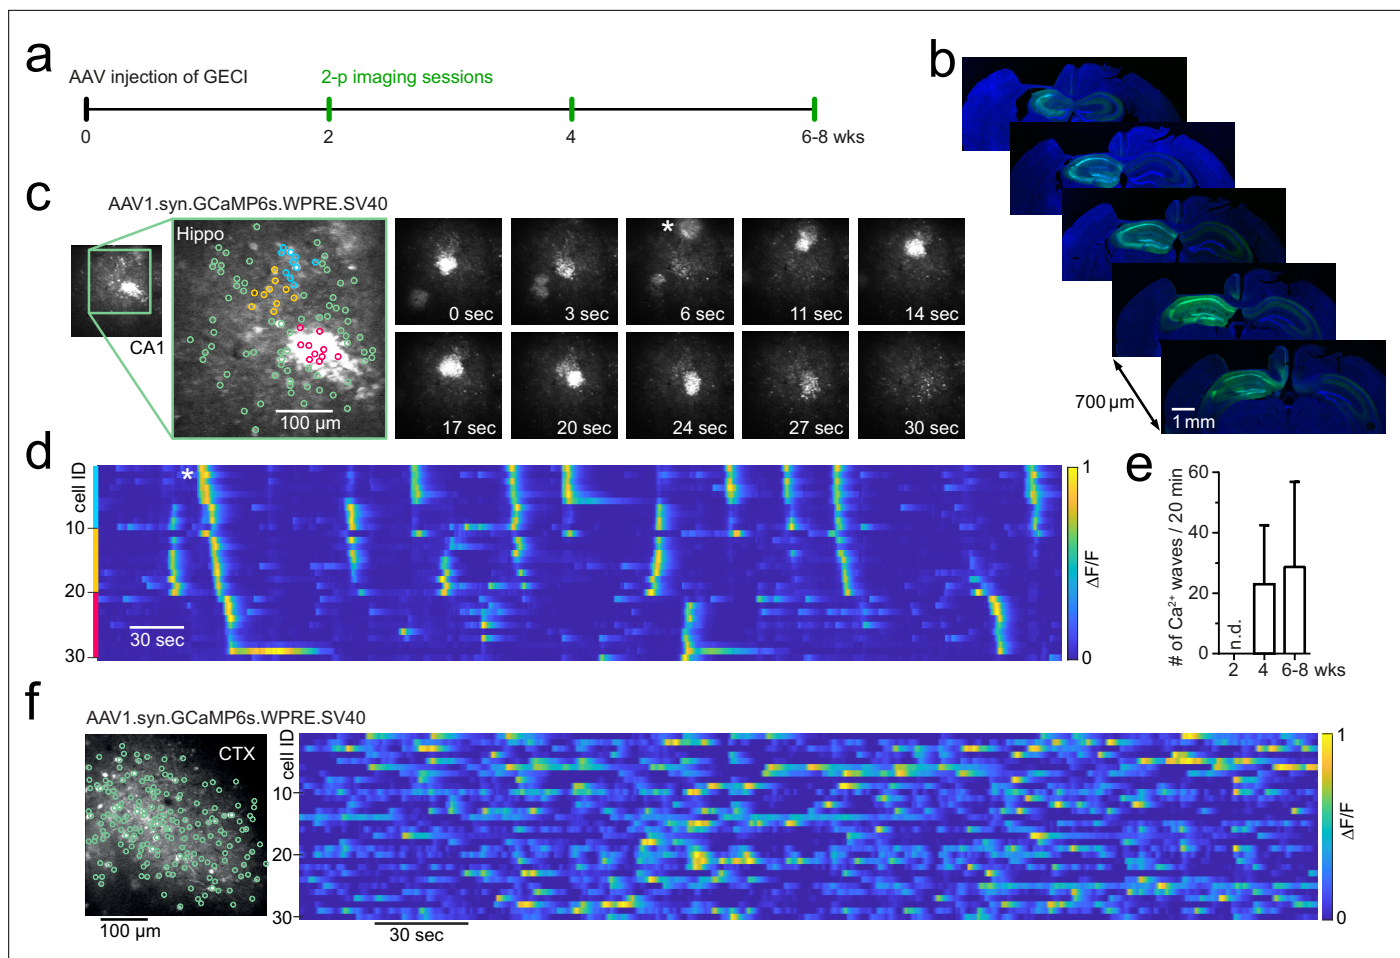 a
AAV injection of GECI
2-p imaging sessions
0
2
4
6-8 wks
b
700 µm
1 mm
c
AAV1.syn.GCaMP6s.WPRE.SV40
CA1
Hippo
100 µm
0 sec
3 sec
*
6 sec
11 sec
14 sec
17 sec
20 sec
24 sec
27 sec
30 sec
d
cell ID
10
20
30
*
30 sec
1
0
ΔF/F
e
# of Ca²⁺ waves / 20 min
60
40
20
0
n.d.
2
4
6-8 wks
f
AAV1.syn.GCaMP6s.WPRE.SV40
CTX
100 µm
cell ID
10
20
30
30 sec
1
0
ΔF/F